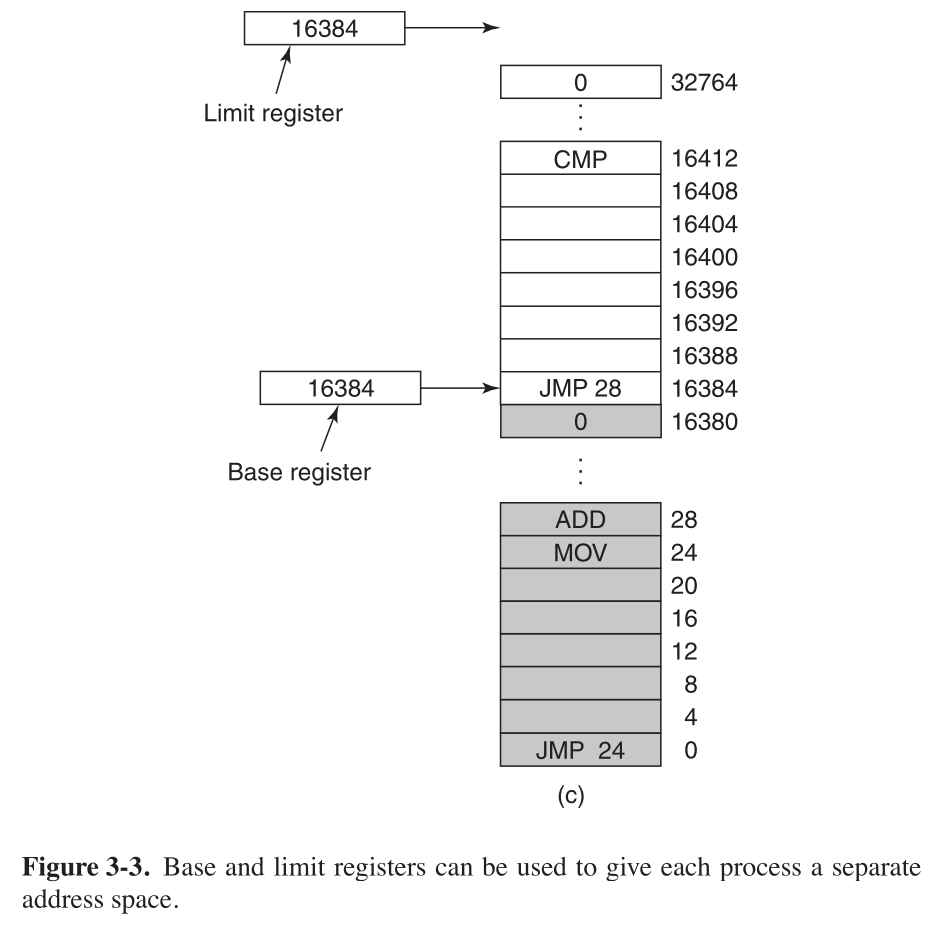 16384
Limit register
0 32764
CMP 16412
16408
16404
16400
16396
16392
16388
16384 JMP 28 16384
0 16380
Base register
ADD 28
MOV 24
20
16
12
8
4
JMP 24 0
(c)
Figure 3-3. Base and limit registers can be used to give each process a separate
address space.